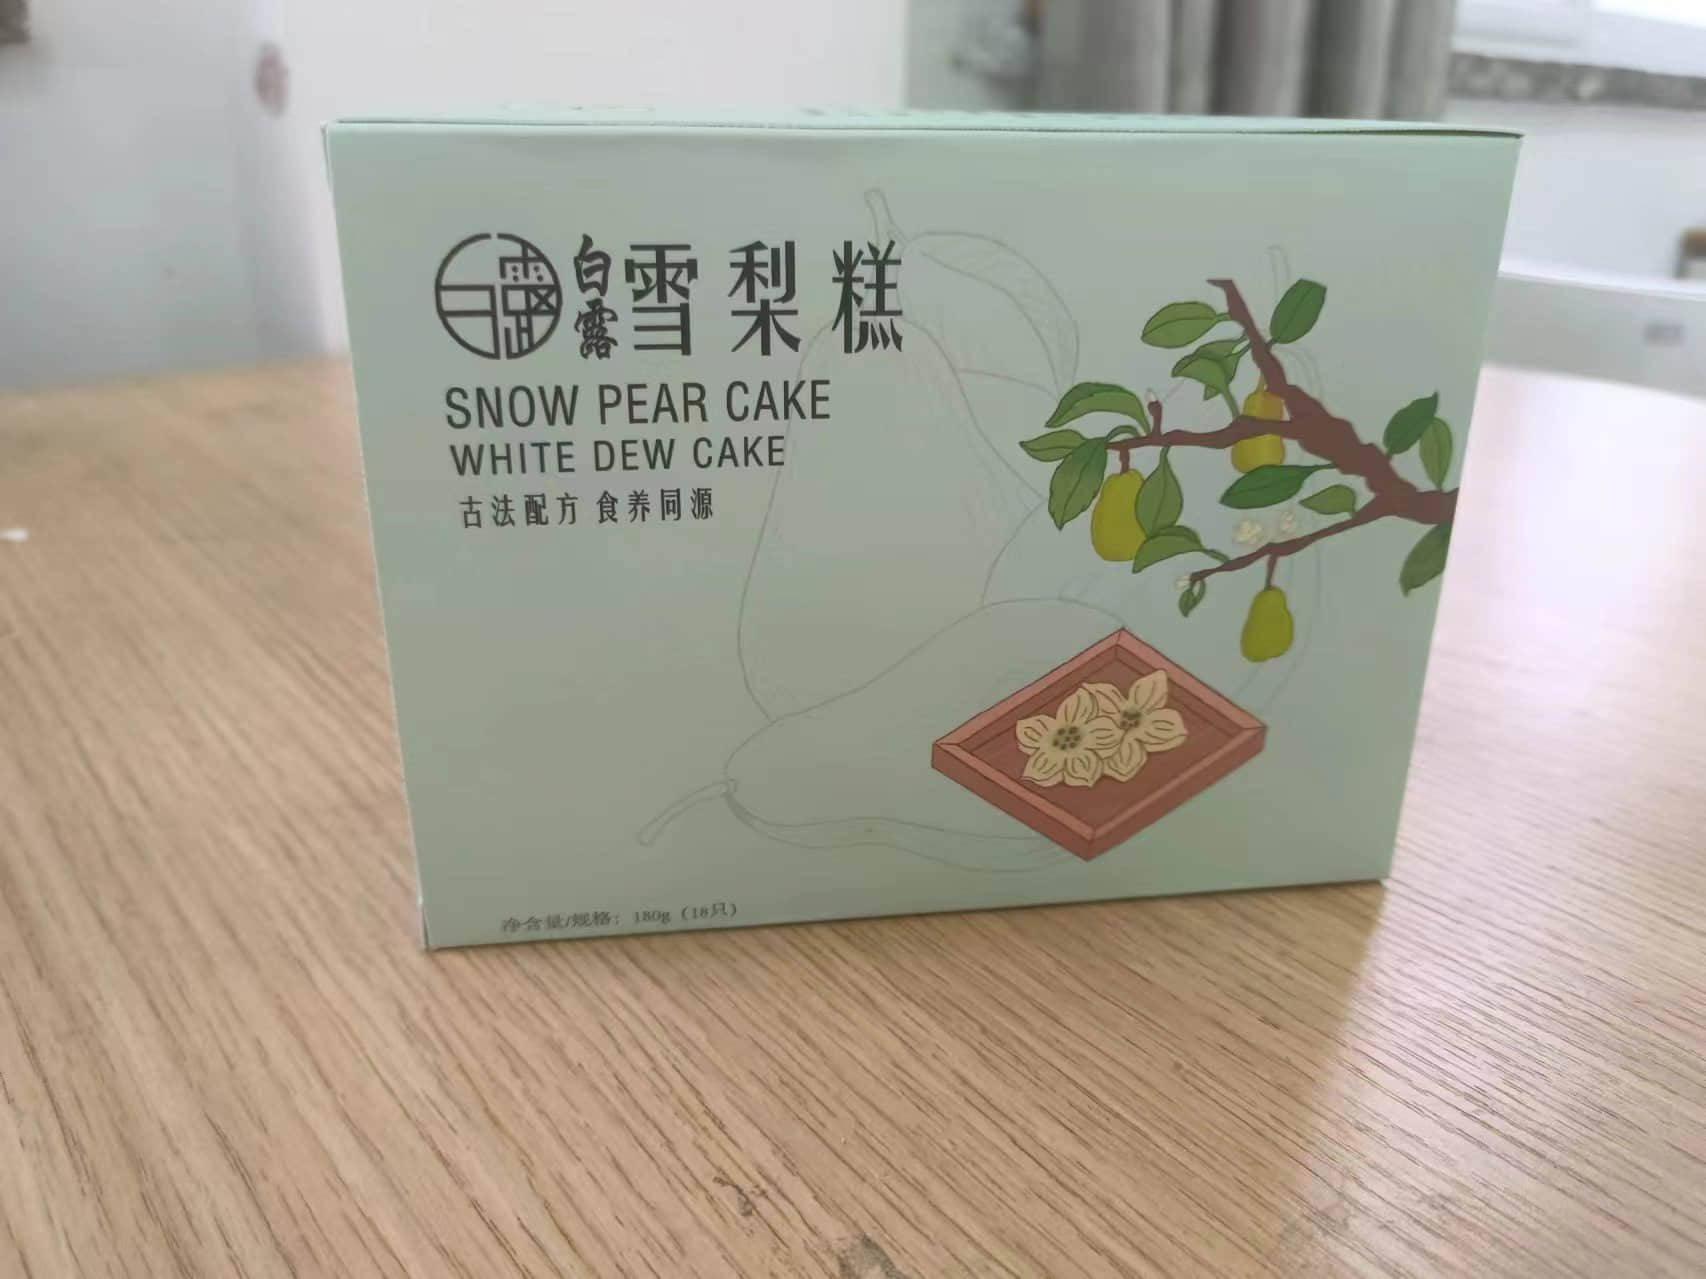 白露雪梨糕
SNOW PEAR CAKE
WHITE DEW CAKE
古法配方 食养同源
净含量/规格: 180g (18只)